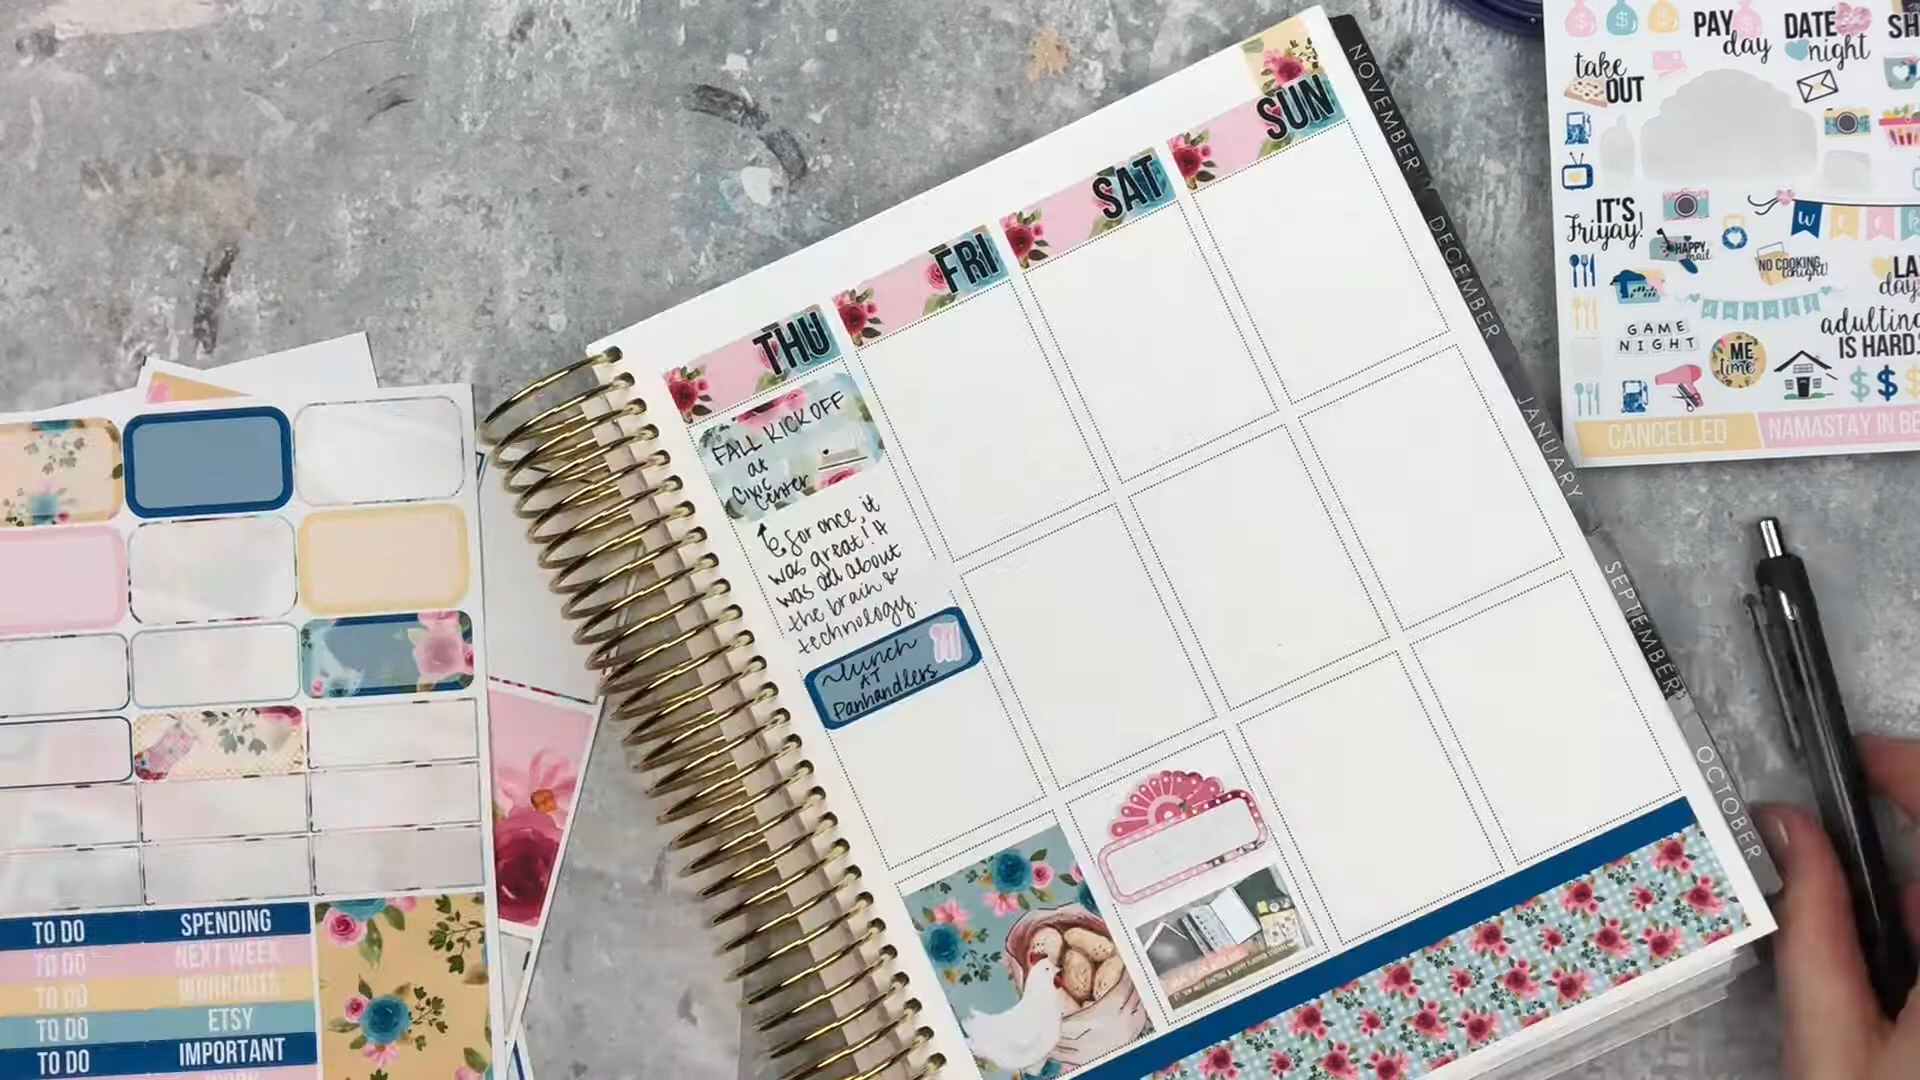 PAY
day
DATE
night
take
OUT
IT'S
Friyay!
HAPPY
mail
NO COOKING
tonight!
GAME
NIGHT
ME
time
adulting
IS HARD.
CANCELLED
NAMASTAY IN BE
NOVEMBER
DECEMBER
JANUARY
SEPTEMBER
OCTOBER
THU
FRI
SAT
SUN
FALL KICK OFF
at
Civic
Center
for once, it
was great! It
was all about
the brain &
technology.
lunch
AT
Panhandlers
TO DO
SPENDING
TO DO
NEXT WEEK
TO DO
WORKOUTS
TO DO
ETSY
TO DO
IMPORTANT